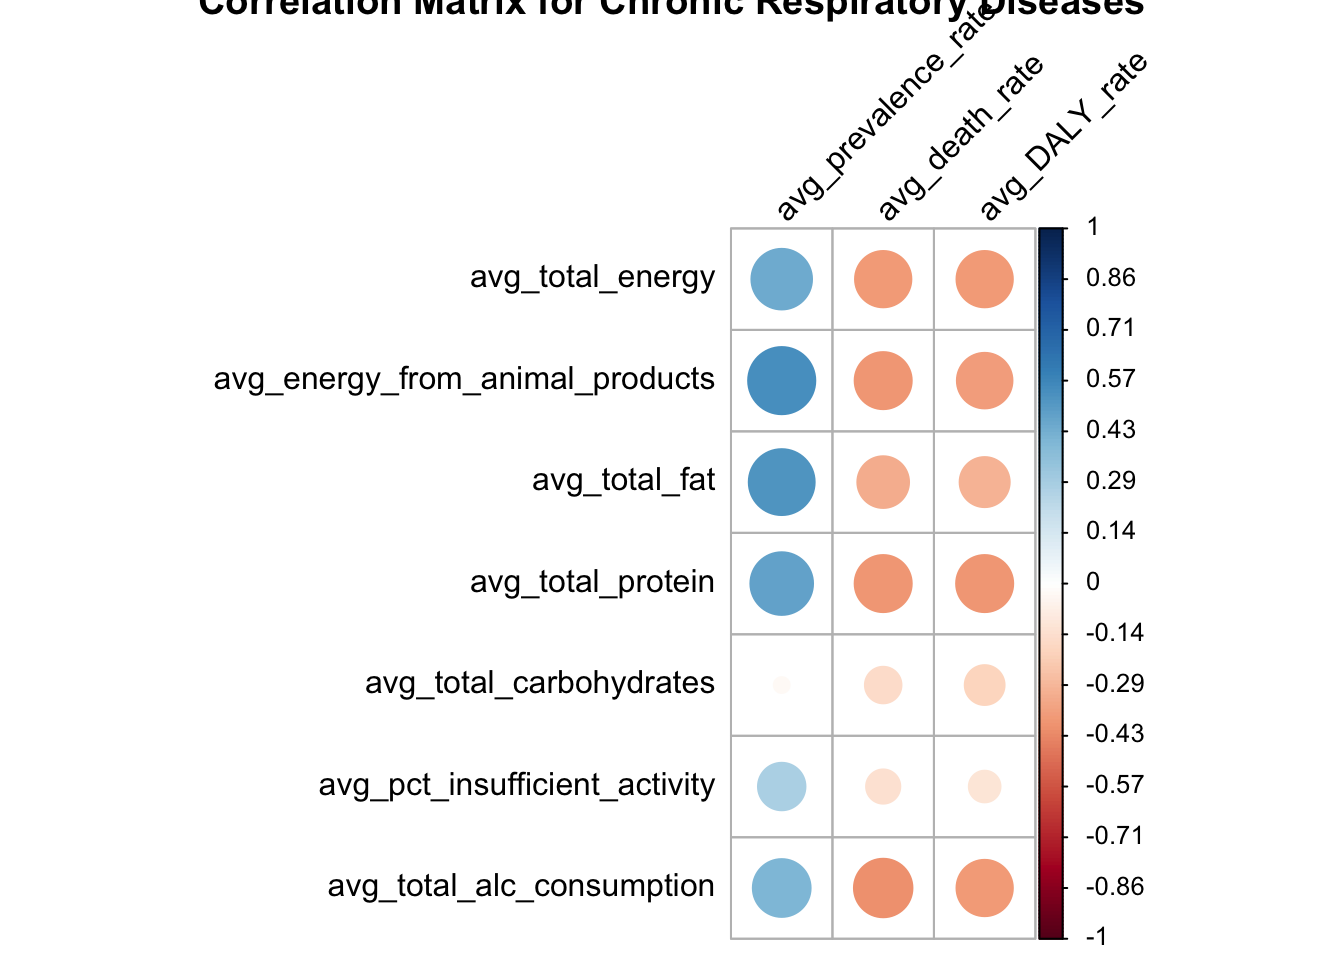 Correlation Matrix for Chronic Respiratory Diseases
avg_prevalence_rate
avg_death_rate
avg_DALY_rate
avg_total_energy
avg_energy_from_animal_products
avg_total_fat
avg_total_protein
avg_total_carbohydrates
avg_pct_insufficient_activity
avg_total_alc_consumption
1
0.86
0.71
0.57
0.43
0.29
0.14
0
-0.14
-0.29
-0.43
-0.57
-0.71
-0.86
-1